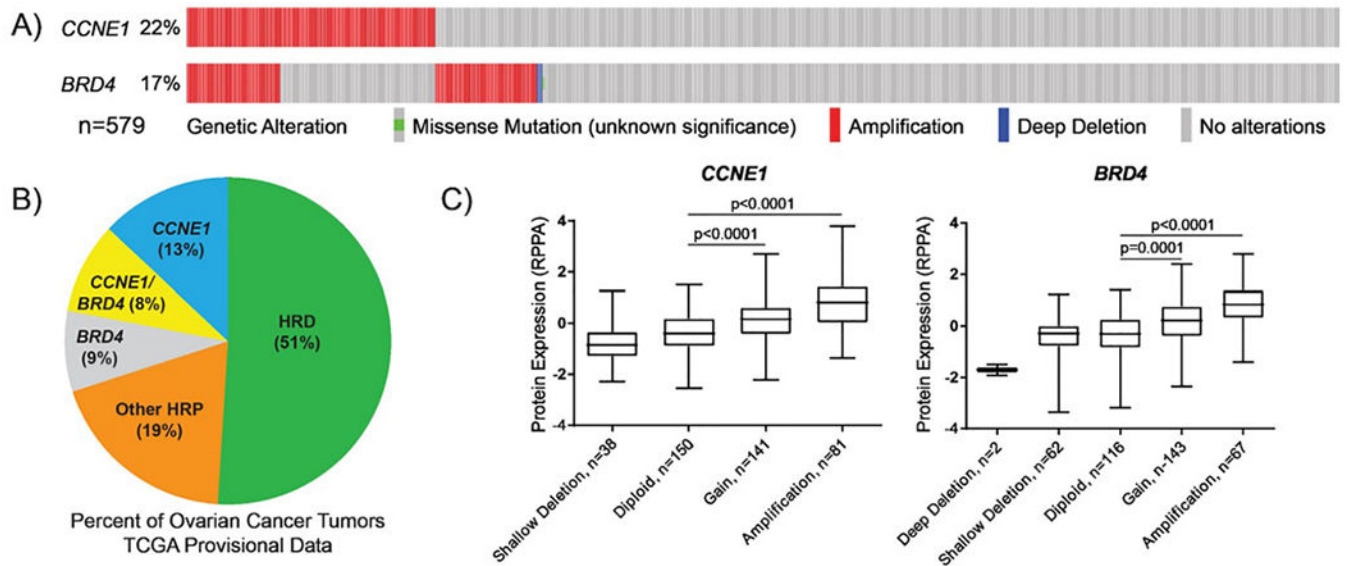 A)
CCNE1 22%
BRD4 17%
n=579 Genetic Alteration Missense Mutation (unknown significance) Amplification Deep Deletion No alterations
B)
CCNE1
(13%)
CCNE1/
BRD4 (8%)
BRD4
(9%)
Other HRP
(19%)
HRD
(51%)
Percent of Ovarian Cancer Tumors
TCGA Provisional Data
C)
CCNE1
Protein Expression (RPPA)
4
2
0
-2
-4
p<0.0001
p<0.0001
Shallow Deletion, n=38
Diploid, n=150
Gain, n=141
Amplification, n=81
BRD4
Protein Expression (RPPA)
4
2
0
-2
-4
p<0.0001
p=0.0001
Deep Deletion, n=2
Shallow Deletion, n=62
Diploid, n=116
Gain, n-143
Amplification, n=67